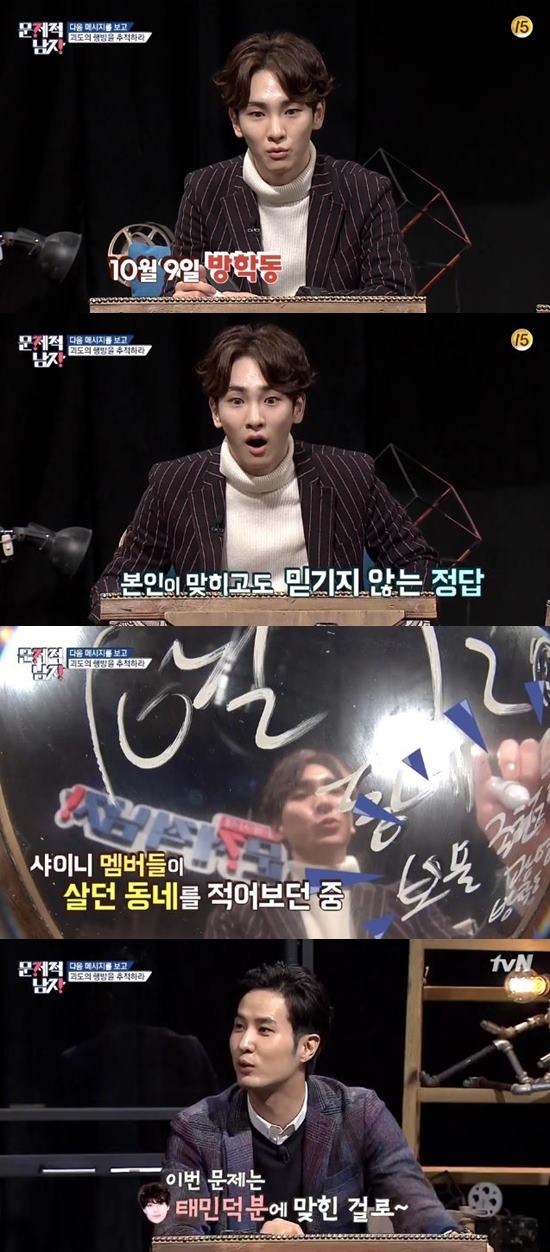 문제적
남자
다음 메시지를 보고
괴도의 행방을 추적하라
15
10월 9일 방학동
문제적
남자
다음 메시지를 보고
괴도의 행방을 추적하라
15
본인이 맞히고도 믿기지 않는 정답
문제적
남자
다음 메시지를 보고
괴도의 행방을 추적하라
보물
샤이니 멤버들이
살던 동네를 적어보던 중
문제적
남자
다음 메시지를 보고
괴도의 행방을 추적하라
tvN
이번 문제는
태민덕분에 맞힌 걸로~